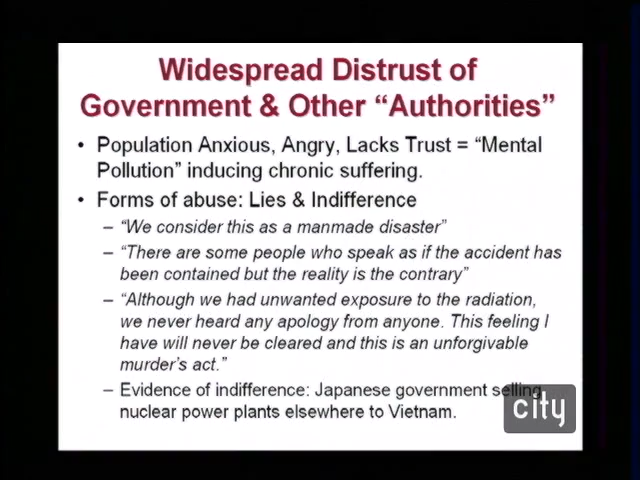 Widespread Distrust of
Government & Other “Authorities”
• Population Anxious, Angry, Lacks Trust = “Mental
Pollution” inducing chronic suffering.
• Forms of abuse: Lies & Indifference
– “We consider this as a manmade disaster”
– “There are some people who speak as if the accident has
been contained but the reality is the contrary”
– “Although we had unwanted exposure to the radiation,
we never heard any apology from anyone. This feeling I
have will never be cleared and this is an unforgivable
murder’s act.”
– Evidence of indifference: Japanese government selling
nuclear power plants elsewhere to Vietnam.
city